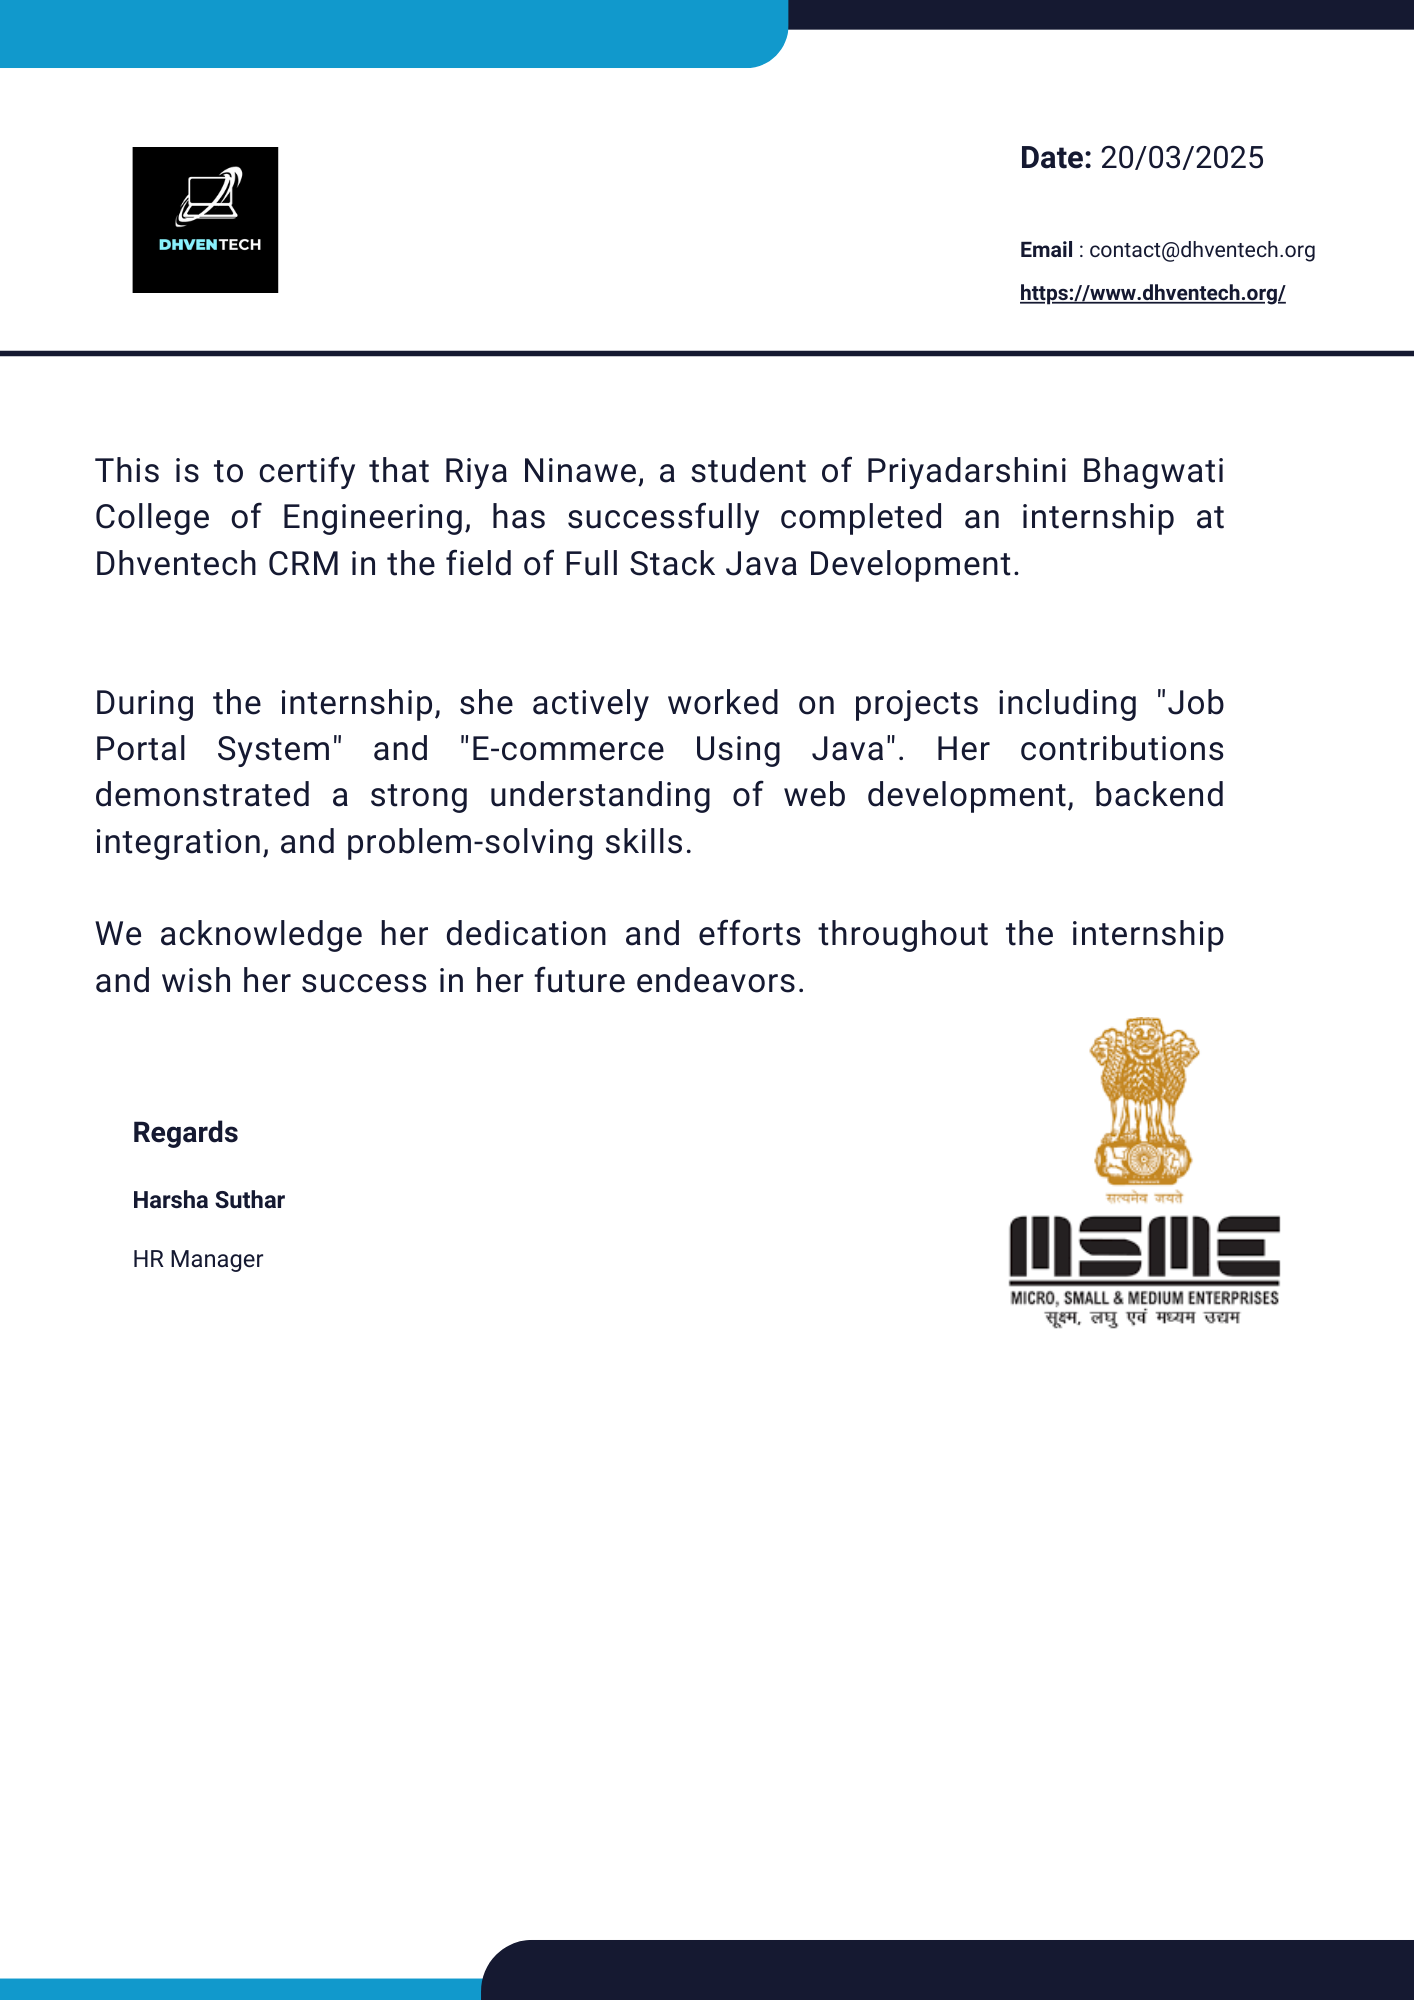 DHVENTECH
Date: 20/03/2025
Email : contact@dhventech.org
https://www.dhventech.org/
This is to certify that Riya Ninawe, a student of Priyadarshini Bhagwati
College of Engineering, has successfully completed an internship at
Dhventech CRM in the field of Full Stack Java Development.
During the internship, she actively worked on projects including "Job
Portal System" and "E-commerce Using Java". Her contributions
demonstrated a strong understanding of web development, backend
integration, and problem-solving skills.
We acknowledge her dedication and efforts throughout the internship
and wish her success in her future endeavors.
Regards
Harsha Suthar
HR Manager
सत्यमेव जयते
MSME
MICRO, SMALL & MEDIUM ENTERPRISES
सूक्ष्म, लघु एवं मध्यम उद्यम